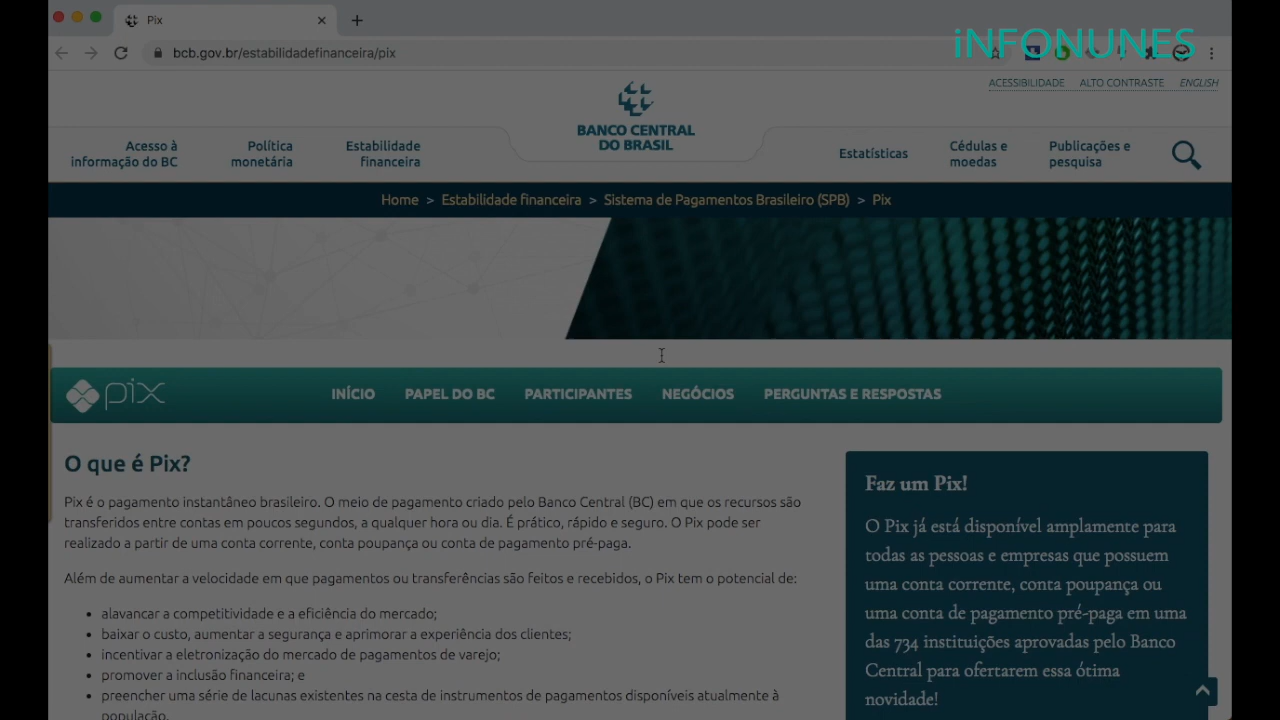 Pix
bcb.gov.br/estabilidadefinanceira/pix
iNFONUNES
ACESSIBILIDADE ALTO CONTRASTE ENGLISH
BANCO CENTRAL
DO BRASIL
Acesso à
informação do BC
Política
monetária
Estabilidade
financeira
Estatísticas
Cédulas e
moedas
Publicações e
pesquisa
Home > Estabilidade financeira > Sistema de Pagamentos Brasileiro (SPB) > Pix
pix
INÍCIO PAPEL DO BC PARTICIPANTES NEGÓCIOS PERGUNTAS E RESPOSTAS
O que é Pix?
Pix é o pagamento instantâneo brasileiro. O meio de pagamento criado pelo Banco Central (BC) em que os recursos são
transferidos entre contas em poucos segundos, a qualquer hora ou dia. É prático, rápido e seguro. O Pix pode ser
realizado a partir de uma conta corrente, conta poupança ou conta de pagamento pré-paga.
Além de aumentar a velocidade em que pagamentos ou transferências são feitos e recebidos, o Pix tem o potencial de:
• alavancar a competitividade e a eficiência do mercado;
• baixar o custo, aumentar a segurança e aprimorar a experiência dos clientes;
• incentivar a eletronização do mercado de pagamentos de varejo;
• promover a inclusão financeira; e
• preencher uma série de lacunas existentes na cesta de instrumentos de pagamentos disponíveis atualmente à
população.
Faz um Pix!
O Pix já está disponível amplamente para
todas as pessoas e empresas que possuem
uma conta corrente, conta poupança ou
uma conta de pagamento pré-paga em uma
das 734 instituições aprovadas pelo Banco
Central para ofertarem essa ótima
novidade!